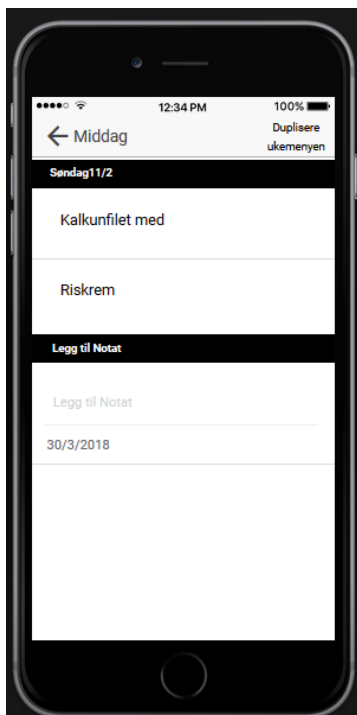 12:34 PM
100%
Middag
Duplisere
ukemenyen
Søndag11/2
Kalkunfilet med
Riskrem
Legg til Notat
Legg til Notat
30/3/2018